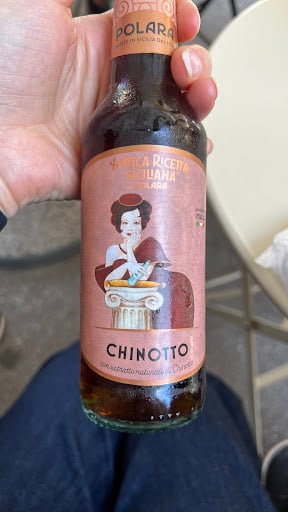 POLARA
ANTICA RICETTA
SICILIANA
POLARA
CHINOTTO
con estratto naturale di Chinotto